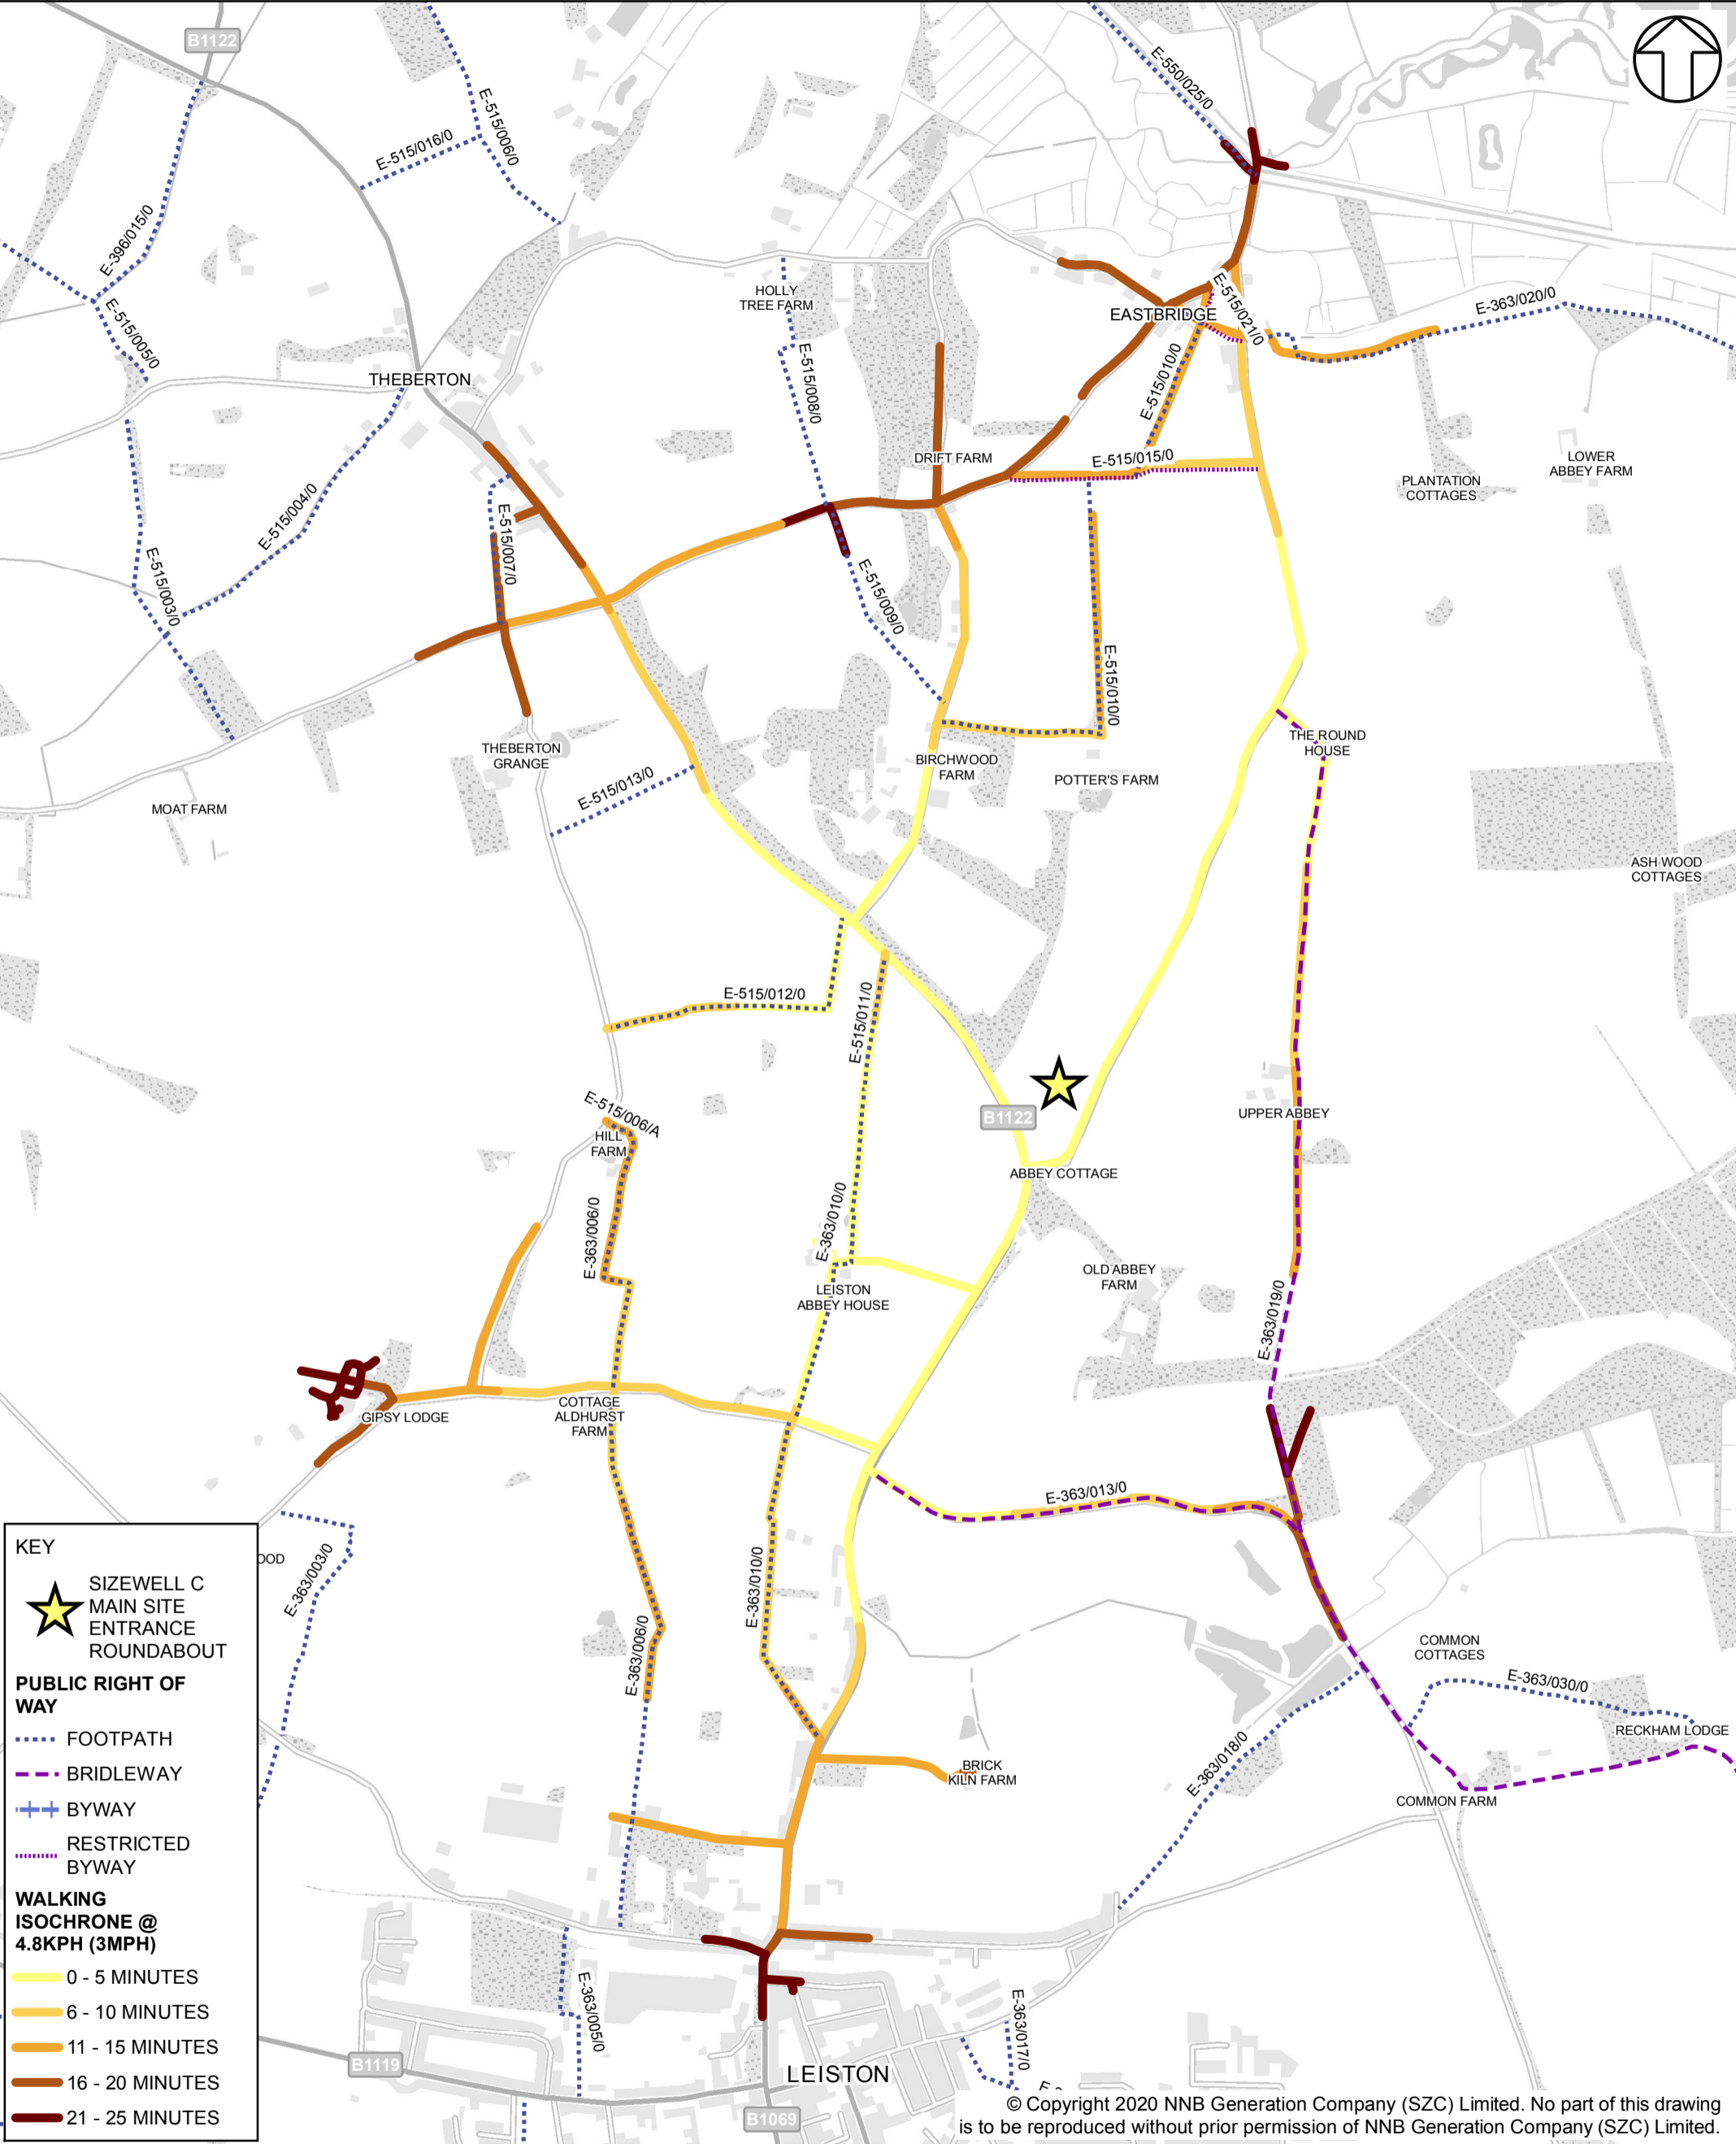 B1122
E-550/025/0
E-515/006/0
E-515/016/0
E-396/015/0
E-515/005/0
HOLLY
TREE FARM
E-515/021/0
E-363/020/0
EASTBRIDGE
THEBERTON
E-515/008/0
E-515/010/0
DRIFT FARM
E-515/015/0
LOWER
ABBEY FARM
PLANTATION
COTTAGES
E-515/004/0
E-515/007/0
E-515/003/0
E-515/009/0
E-515/010/0
THE ROUND
HOUSE
THEBERTON
GRANGE
BIRCHWOOD
FARM
POTTER'S FARM
E-515/013/0
MOAT FARM
ASH WOOD
COTTAGES
E-515/012/0
E-515/011/0
B1122
E-515/006/A
UPPER ABBEY
HILL
FARM
ABBEY COTTAGE
E-363/010/0
E-363/006/0
OLD ABBEY
FARM
LEISTON
ABBEY HOUSE
E-363/019/0
GIPSY LODGE
COTTAGE
ALDHURST
FARM
E-363/013/0
OOD
E-363/003/0
E-363/010/0
E-363/006/0
COMMON
COTTAGES
E-363/030/0
RECKHAM LODGE
E-363/018/0
BRICK
KILN FARM
COMMON FARM
E-363/005/0
E-363/017/0
B1119
LEISTON
B1069
KEY
SIZEWELL C
MAIN SITE
ENTRANCE
ROUNDABOUT
PUBLIC RIGHT OF
WAY
FOOTPATH
BRIDLEWAY
BYWAY
RESTRICTED
BYWAY
WALKING
ISOCHRONE @
4.8KPH (3MPH)
0 - 5 MINUTES
6 - 10 MINUTES
11 - 15 MINUTES
16 - 20 MINUTES
21 - 25 MINUTES
© Copyright 2020 NNB Generation Company (SZC) Limited. No part of this drawing
is to be reproduced without prior permission of NNB Generation Company (SZC) Limited.